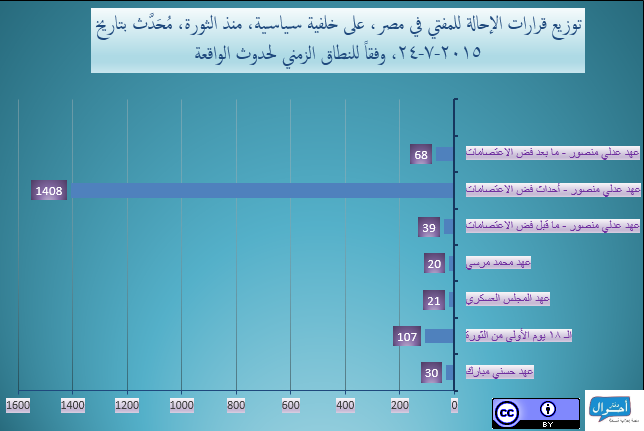 توزيع قرارات الإحالة للمفتي في مصر، على خلفية سياسية، منذ الثورة، مُحَدَّث بتاريخ
٢٠١٥-٧-٢٤، وفقاً للنطاق الزمني لحدوث الواقعة
عهد عدلي منصور - ما بعد فض الاعتصامات
68
عهد عدلي منصور - أحداث فض الاعتصامات
1408
عهد عدلي منصور - ما قبل فض الاعتصامات
39
عهد محمد مرسي
20
عهد المجلس العسكري
21
الـ ١٨ يوم الأولى من الثورة
107
عهد حسني مبارك
30
1600 1400 1200 1000 800 600 400 200 0
cc
BY